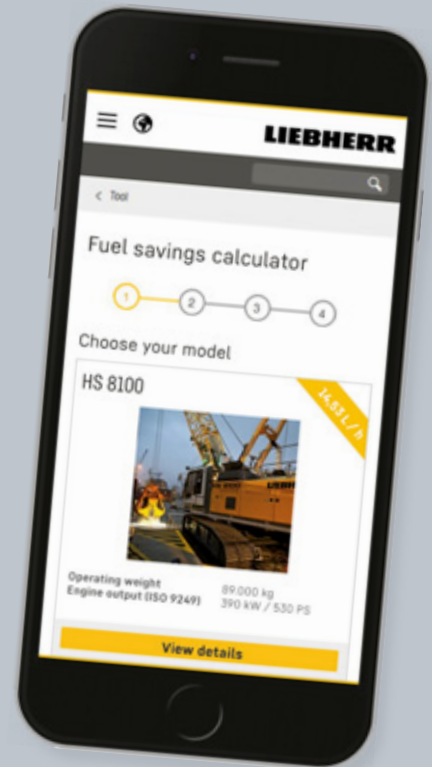 LIEBHERR
< Tool
Fuel savings calculator
1 2 3 4
Choose your model
HS 8100
14,53 L / h
Operating weight 89.000 kg
Engine output (ISO 9249) 390 kW / 530 PS
View details